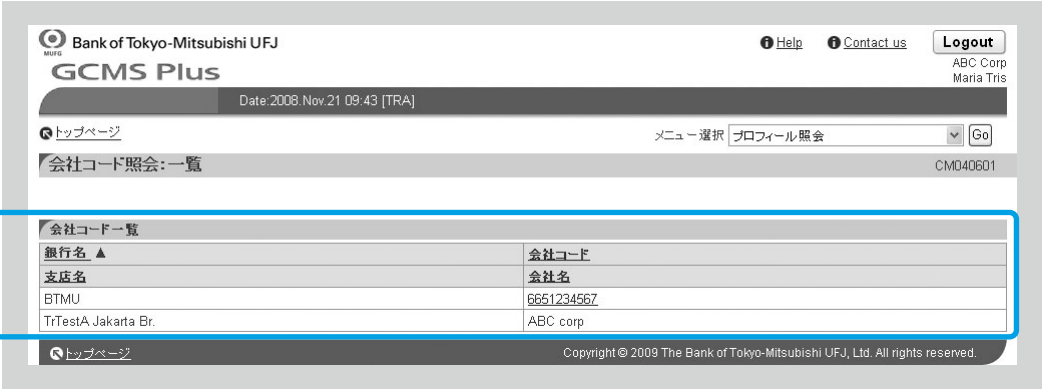 Bank of Tokyo-Mitsubishi UFJ
MUFG
Help Contact us Logout
GCMS Plus
ABC Corp
Maria Tris
Date:2008.Nov.21 09:43 [TRA]
トップページ メニュー選択 プロフィール照会 Go
会社コード照会:一覧 CM040601
会社コード一覧
銀行名 ▲ 会社コード
支店名 会社名
BTMU 6651234567
TrTestA Jakarta Br. ABC corp
トップページ Copyright © 2009 The Bank of Tokyo-Mitsubishi UFJ, Ltd. All rights reserved.